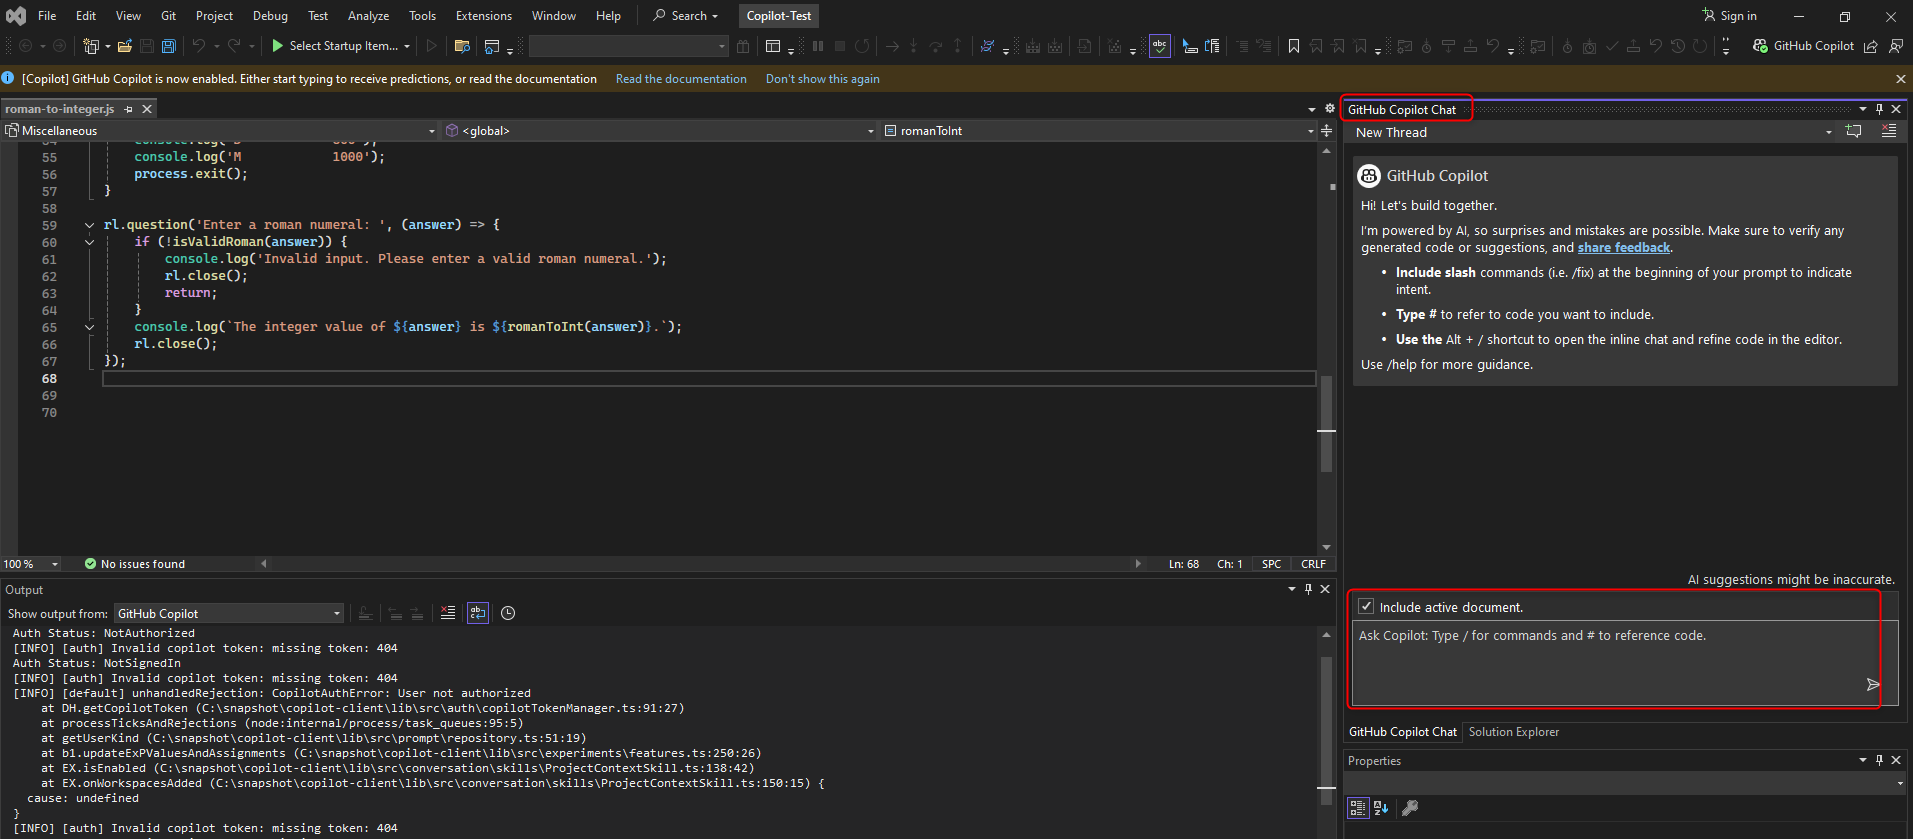 File Edit View Git Project Debug Test Analyze Tools Extensions Window Help Search Copilot-Test Sign in
Select Startup Item... GitHub Copilot
[Copilot] GitHub Copilot is now enabled. Either start typing to receive predictions, or read the documentation Read the documentation Don't show this again
roman-to-integer.js
Miscellaneous <global> romanToInt
55 console.log('M 1000');
56 process.exit();
57 }
58
59 rl.question('Enter a roman numeral: ', (answer) => {
60 if (!isValidRoman(answer)) {
61 console.log('Invalid input. Please enter a valid roman numeral.');
62 rl.close();
63 return;
64 }
65 console.log(`The integer value of ${answer} is ${romanToInt(answer)}.`);
66 rl.close();
67 });
68
69
70
100 % No issues found Ln: 68 Ch: 1 SPC CRLF
Output
Show output from: GitHub Copilot
Auth Status: NotAuthorized
[INFO] [auth] Invalid copilot token: missing token: 404
Auth Status: NotSignedIn
[INFO] [auth] Invalid copilot token: missing token: 404
[INFO] [default] unhandledRejection: CopilotAuthError: User not authorized
at DH.getCopilotToken (C:\snapshot\copilot-client\lib\src\auth\copilotTokenManager.ts:91:27)
at processTicksAndRejections (node:internal/process/task_queues:95:5)
at getUserKind (C:\snapshot\copilot-client\lib\src\prompt\repository.ts:51:19)
at b1.updateExPValuesAndAssignments (C:\snapshot\copilot-client\lib\src\experiments\features.ts:250:26)
at EX.isEnabled (C:\snapshot\copilot-client\lib\src\conversation\skills\ProjectContextSkill.ts:138:42)
at EX.onWorkspacesAdded (C:\snapshot\copilot-client\lib\src\conversation\skills\ProjectContextSkill.ts:150:15) {
cause: undefined
}
[INFO] [auth] Invalid copilot token: missing token: 404
GitHub Copilot Chat
New Thread
GitHub Copilot
Hi! Let's build together.
I'm powered by AI, so surprises and mistakes are possible. Make sure to verify any
generated code or suggestions, and share feedback.
• Include slash commands (i.e. /fix) at the beginning of your prompt to indicate
intent.
• Type # to refer to code you want to include.
• Use the Alt + / shortcut to open the inline chat and refine code in the editor.
Use /help for more guidance.
AI suggestions might be inaccurate.
Include active document.
Ask Copilot: Type / for commands and # to reference code.
GitHub Copilot Chat Solution Explorer
Properties